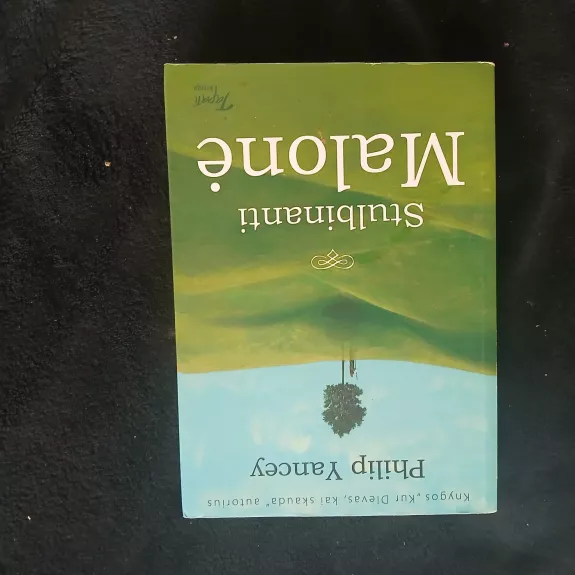 Knygos „Kur Dievas, kai skauda“ autorius
Philip Yancey
Stulbinanti
Malonė